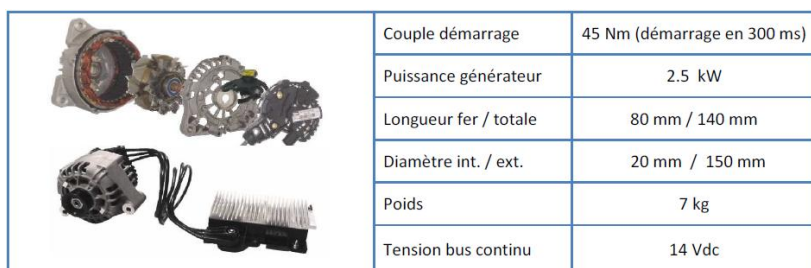 Couple démarrage 45 Nm (démarrage en 300 ms)
Puissance générateur 2.5 kW
Longueur fer / totale 80 mm / 140 mm
Diamètre int. / ext. 20 mm / 150 mm
Poids 7 kg
Tension bus continu 14 Vdc